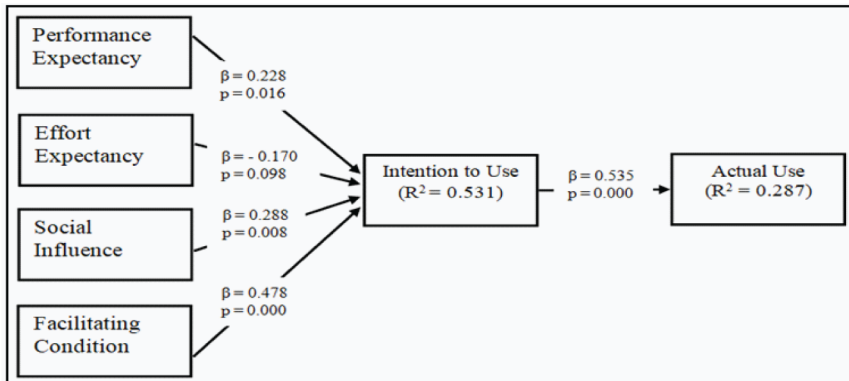 Performance
Expectancy
β = 0.228
p = 0.016
Effort
Expectancy
β = - 0.170
p = 0.098
Intention to Use
(R² = 0.531)
β = 0.535
p = 0.000
Actual Use
(R² = 0.287)
Social
Influence
β = 0.288
p = 0.008
Facilitating
Condition
β = 0.478
p = 0.000